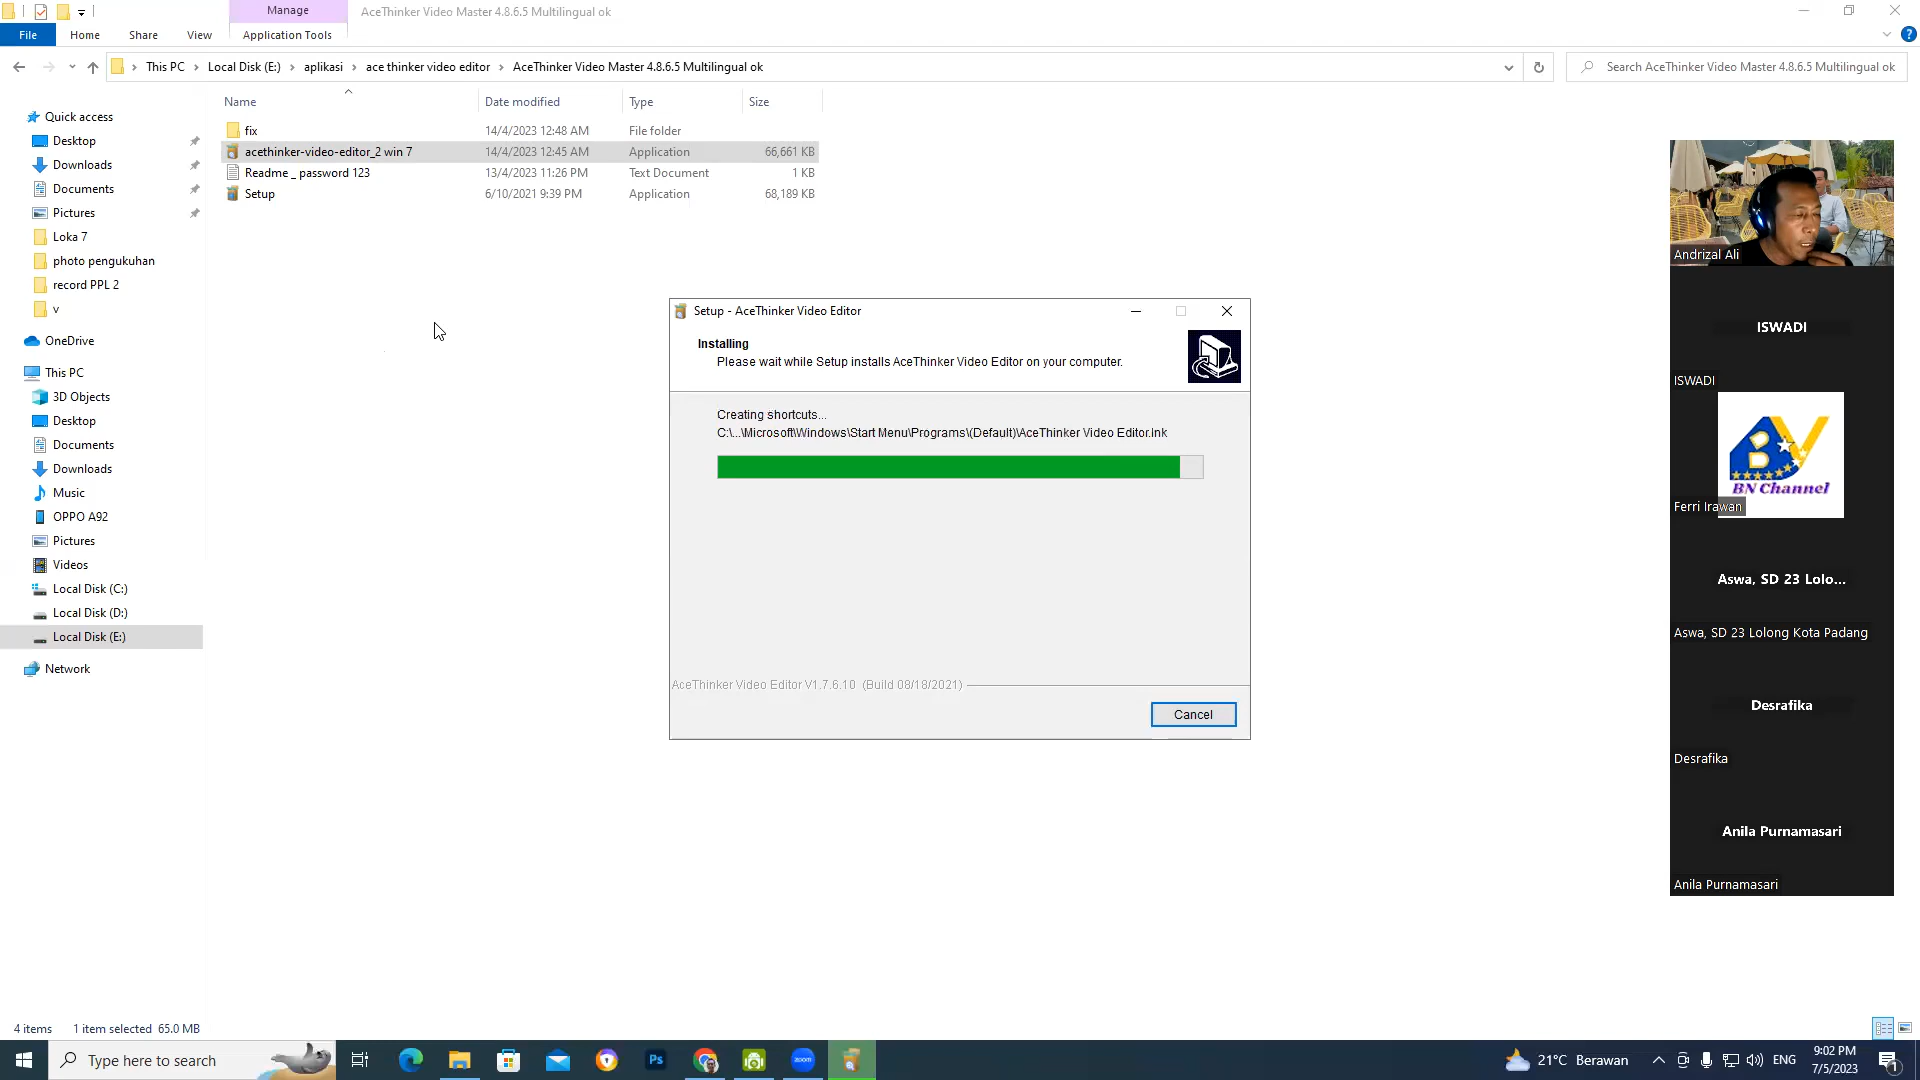 Manage
AceThinker Video Master 4.8.6.5 Multilingual ok
File
Home
Share
View
Application Tools
This PC
Local Disk (E:)
aplikasi
ace thinker video editor
AceThinker Video Master 4.8.6.5 Multilingual ok
Search AceThinker Video Master 4.8.6.5 Multilingual ok
Name
Date modified
Type
Size
fix
14/4/2023 12:48 AM
File folder
acethinker-video-editor_2 win 7
14/4/2023 12:45 AM
Application
66,661 KB
Readme _ password 123
13/4/2023 11:26 PM
Text Document
1 KB
Setup
6/10/2021 9:39 PM
Application
68,189 KB
Quick access
Desktop
Downloads
Documents
Pictures
Loka 7
photo pengukuhan
record PPL 2
v
OneDrive
This PC
3D Objects
Desktop
Documents
Downloads
Music
OPPO A92
Pictures
Videos
Local Disk (C:)
Local Disk (D:)
Local Disk (E:)
Network
Setup - AceThinker Video Editor
Installing
Please wait while Setup installs AceThinker Video Editor on your computer.
Creating shortcuts...
C:\...\Microsoft\Windows\Start Menu\Programs\(Default)\AceThinker Video Editor.lnk
AceThinker Video Editor V1.7.6.10 (Build 08/18/2021)
Cancel
Andrizal Ali
ISWADI
ISWADI
BV
BN Channel
Ferri Irawan
Aswa, SD 23 Lolo...
Aswa, SD 23 Lolong Kota Padang
Desrafika
Desrafika
Anila Purnamasari
Anila Purnamasari
4 items
1 item selected 65.0 MB
Type here to search
Ps
zoom
21°C Berawan
ENG
9:02 PM
7/5/2023
1